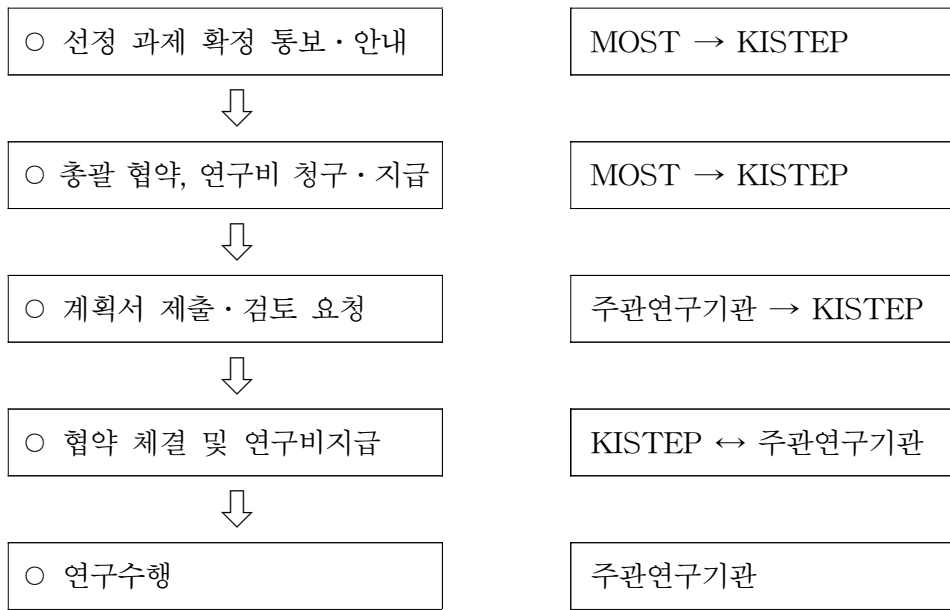 ○ 선정 과제 확정 통보·안내
MOST → KISTEP
○ 총괄 협약, 연구비 청구·지급
MOST → KISTEP
○ 계획서 제출·검토 요청
주관연구기관 → KISTEP
○ 협약 체결 및 연구비지급
KISTEP ↔ 주관연구기관
○ 연구수행
주관연구기관